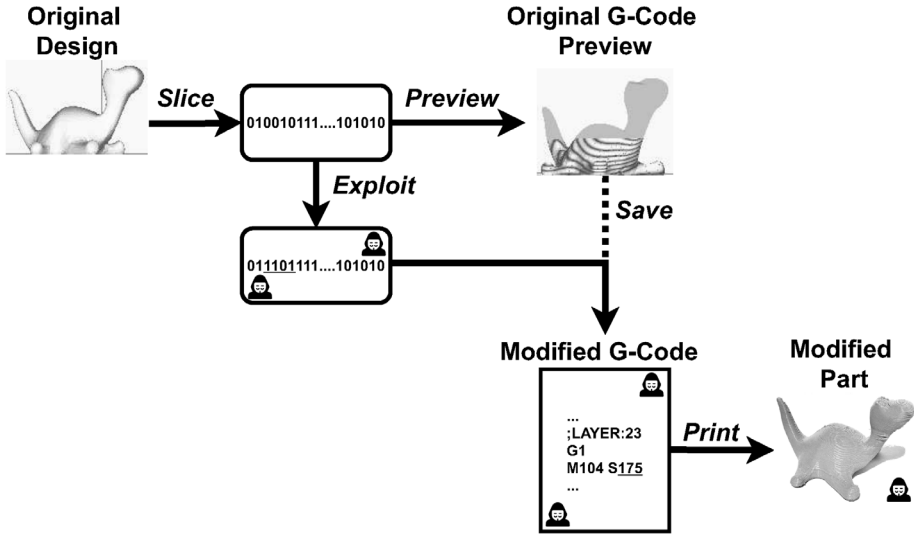 Original
Design
Slice
010010111....101010
Preview
Original G-Code
Preview
Exploit
Save
011101111....101010
Modified G-Code
...
;LAYER:23
G1
M104 S175
...
Print
Modified
Part